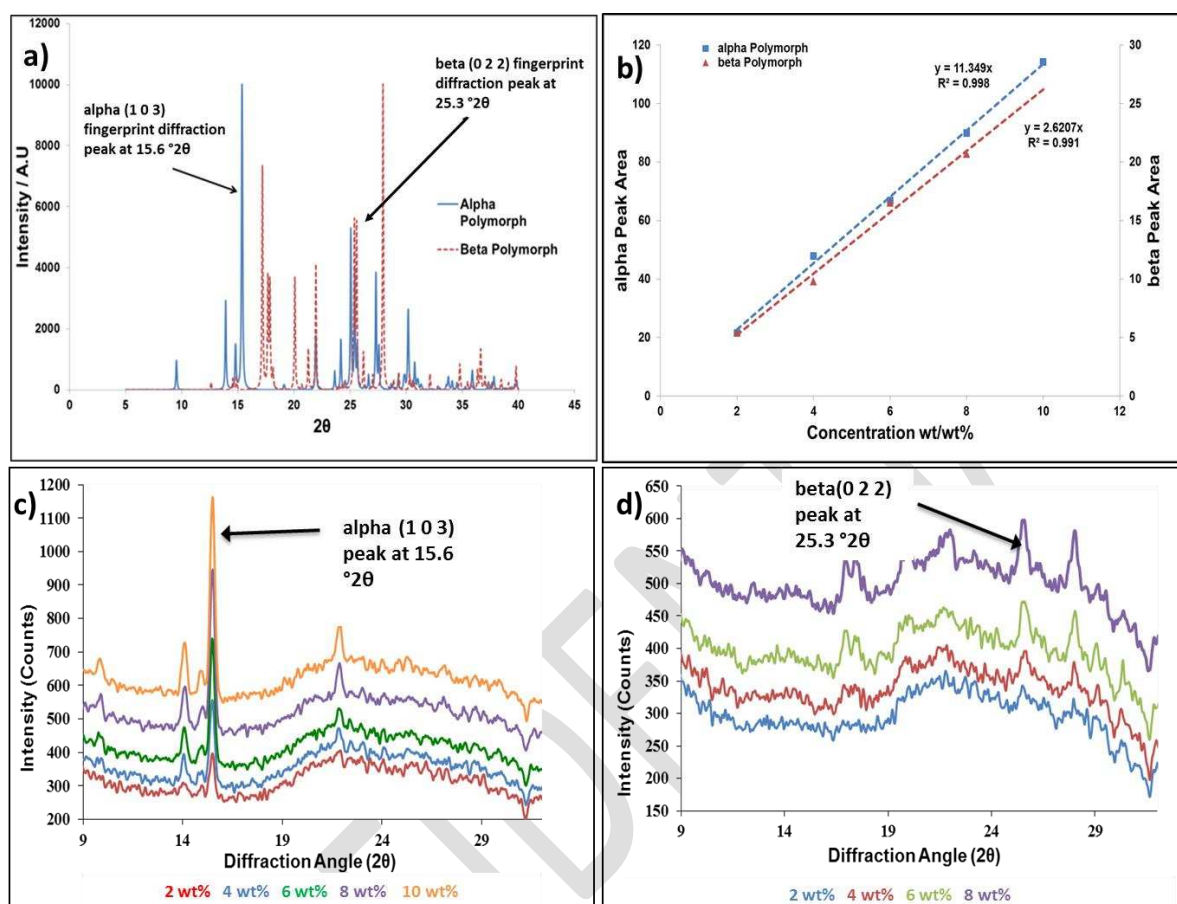 a)
12000
10000
8000
6000
4000
2000
0
Intensity / A.U
alpha (1 0 3)
fingerprint diffraction
peak at 15.6 °2θ
beta (0 2 2) fingerprint
diffraction peak at
25.3 °2θ
Alpha
Polymorph
Beta Polymorph
0 5 10 15 20 25 30 35 40 45
2θ
b)
120
100
80
60
40
20
0
alpha Peak Area
alpha Polymorph
beta Polymorph
y = 11.349x
R² = 0.998
y = 2.6207x
R² = 0.991
30
25
20
15
10
5
0
beta Peak Area
0 2 4 6 8 10 12
Concentration wt/wt%
c)
1200
1100
1000
900
800
700
600
500
400
300
200
Intensity (Counts)
alpha (1 0 3)
peak at 15.6
°2θ
9 14 19 24 29
Diffraction Angle (2θ)
2 wt% 4 wt% 6 wt% 8 wt% 10 wt%
d)
650
600
550
500
450
400
350
300
250
200
150
Intensity (Counts)
beta(0 2 2)
peak at
25.3 °2θ
9 14 19 24 29
Diffraction Angle (2θ)
2 wt% 4 wt% 6 wt% 8 wt%